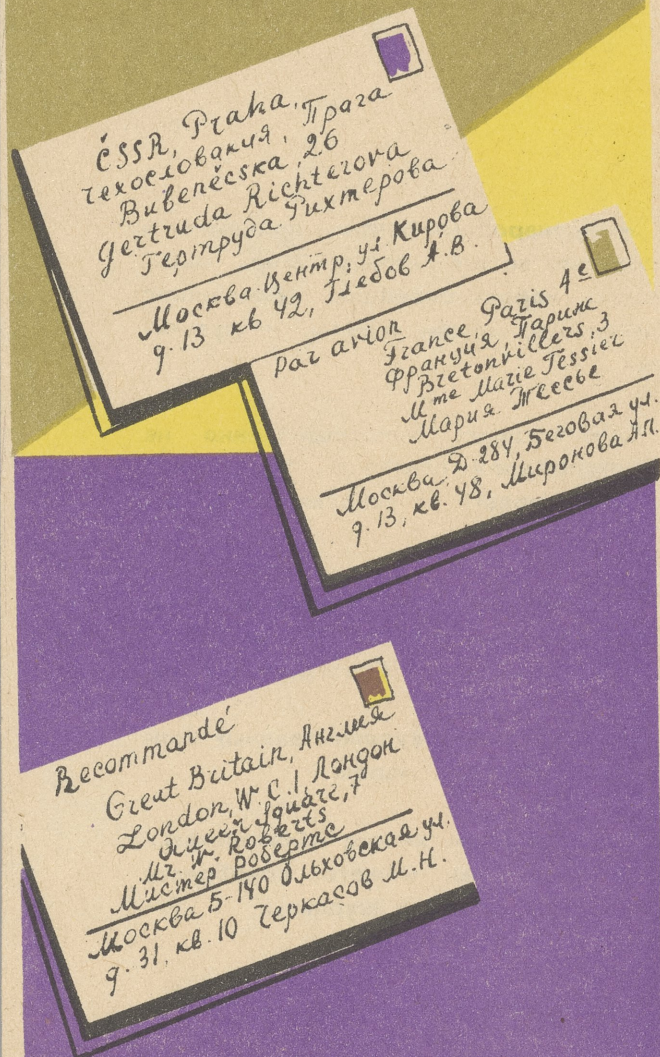 ČSSR, Praha,
Чехословакия, Прага
Bubenečska 26
Gertruda Richterova
Гертруда Рихтерова
Москва-Центр, ул. Кирова
д. 13 кв 42, Глебов А.В.
Par avion
France, Paris 4e
Франция, Париж
Bretonvillers, 3
Mme Marie Tessier
Мария Тессье
Москва, Д-284, Беговая ул.
д. 13, кв. 48, Миронова А.П.
Recommandé
Great Britain, Англия
London, W.C.1, Лондон
Queen Square, 7
Mr. W. Roberts
Мистер Робертс
Москва Б-140 Ольховская ул.
д. 31, кв. 10 Черкасов М.Н.